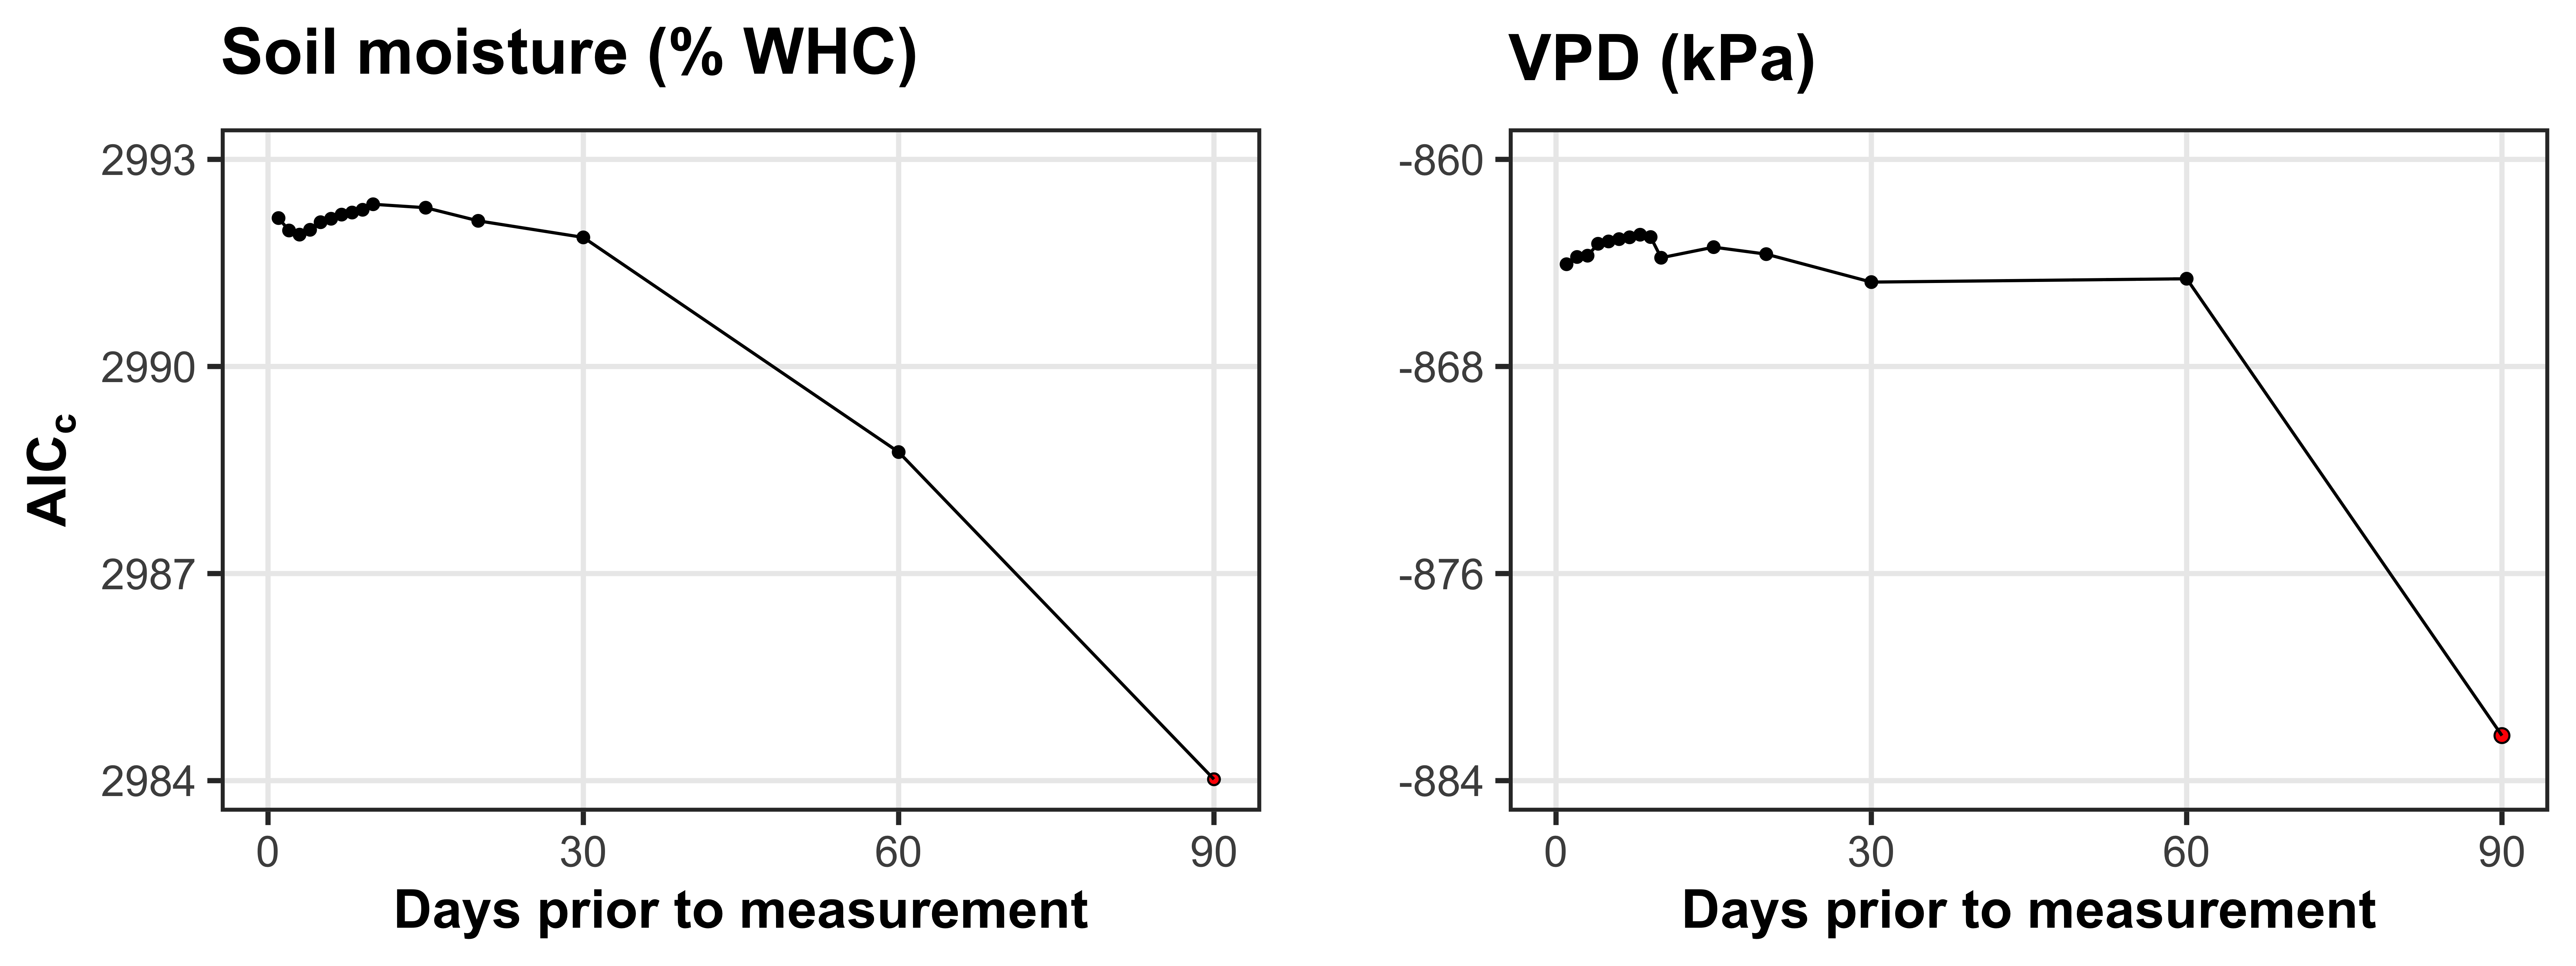 Soil moisture (% WHC)
AICc
2993
2990
2987
2984
0 30 60 90
Days prior to measurement
VPD (kPa)
-860
-868
-876
-884
0 30 60 90
Days prior to measurement